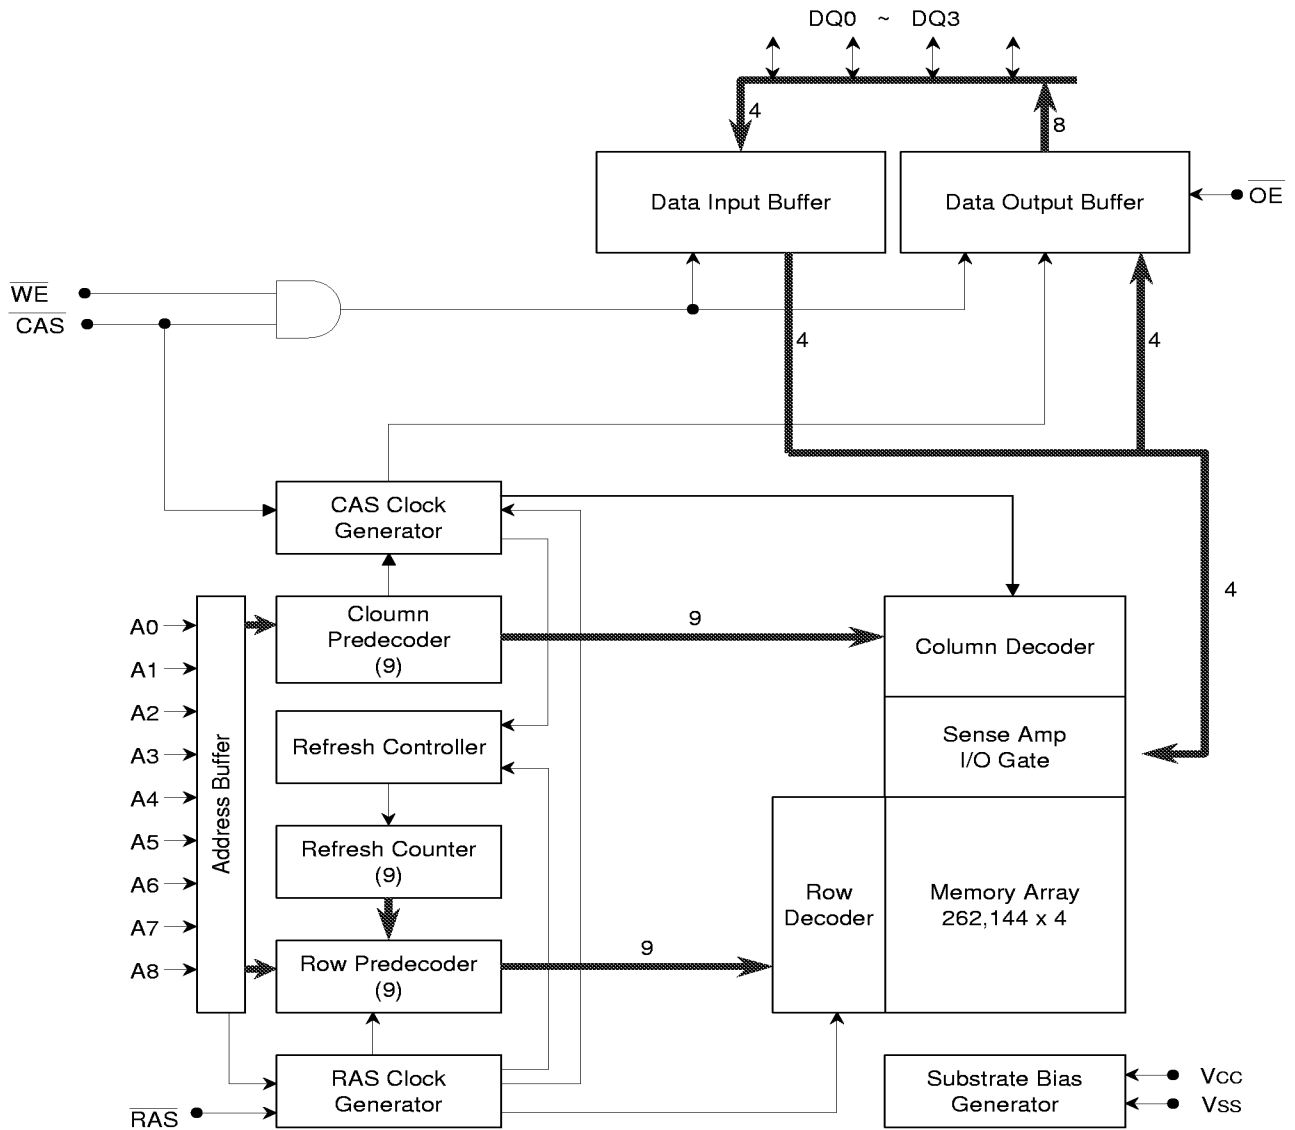 DQ0 ~ DQ3
4
8
Data Input Buffer
Data Output Buffer
OE
WE
CAS
4
4
CAS Clock
Generator
4
A0
A1
A2
A3
A4
A5
A6
A7
A8
Address Buffer
Cloumn
Predecoder
(9)
9
Column Decoder
Refresh Controller
Sense Amp
I/O Gate
Refresh Counter
(9)
Row
Decoder
Memory Array
262,144 x 4
Row Predecoder
(9)
9
RAS Clock
Generator
RAS
Substrate Bias
Generator
VCC
VSS